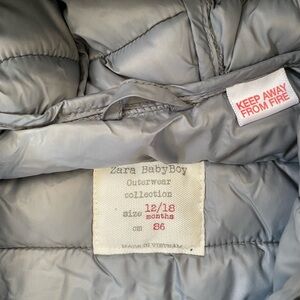 KEEP AWAY
FROM FIRE
Zara BabyBoy
Outerwear
collection
size 12/18
months
cm 86
MADE IN VIETNAM